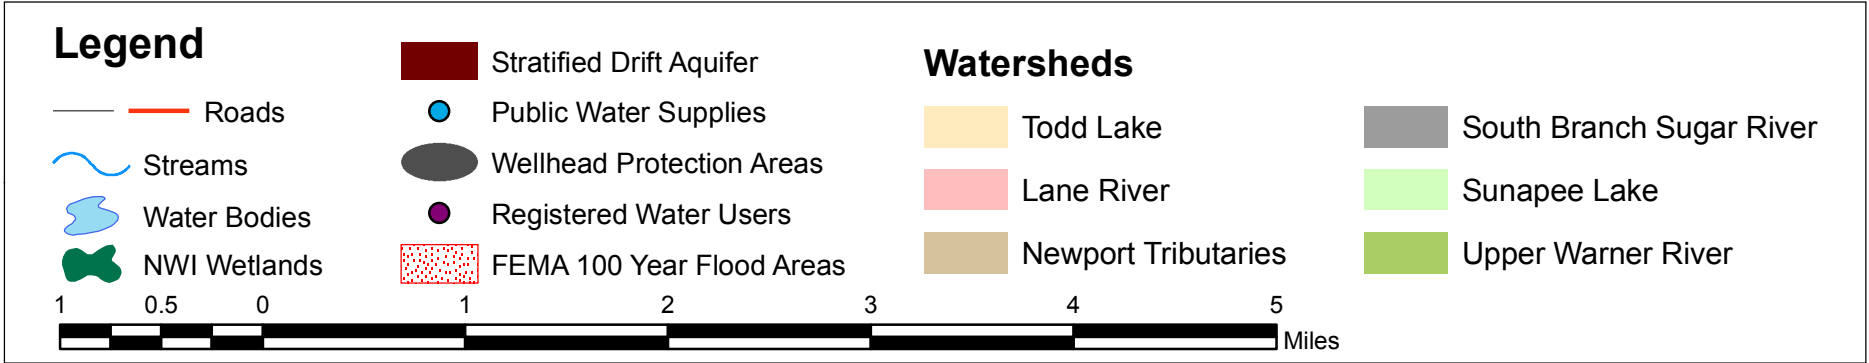 Legend
Roads
Streams
Water Bodies
NWI Wetlands
Stratified Drift Aquifer
Public Water Supplies
Wellhead Protection Areas
Registered Water Users
FEMA 100 Year Flood Areas
Watersheds
Todd Lake
Lane River
Newport Tributaries
South Branch Sugar River
Sunapee Lake
Upper Warner River
1 0.5 0 1 2 3 4 5
Miles